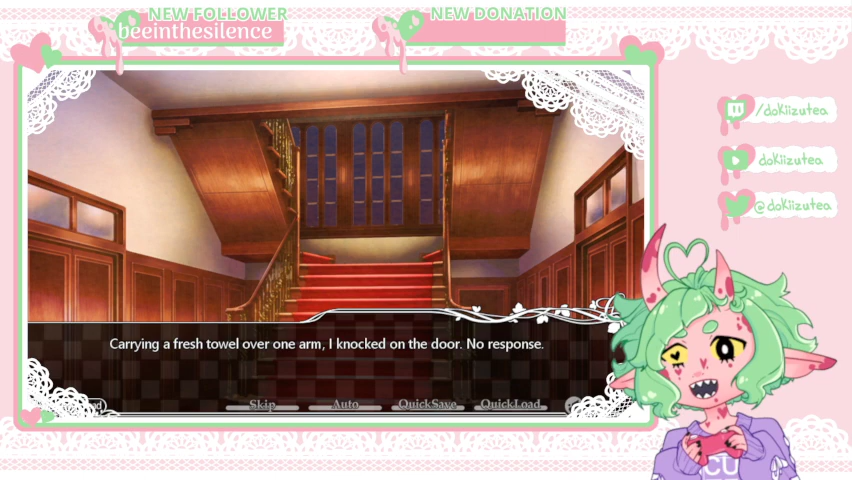 NEW FOLLOWER
beeinthesilence
NEW DONATION
/dokiizutea
dokiizutea
@dokiizutea
Carrying a fresh towel over one arm, I knocked on the door. No response.
Skip
Auto
QuickSave
QuickLoad
CU